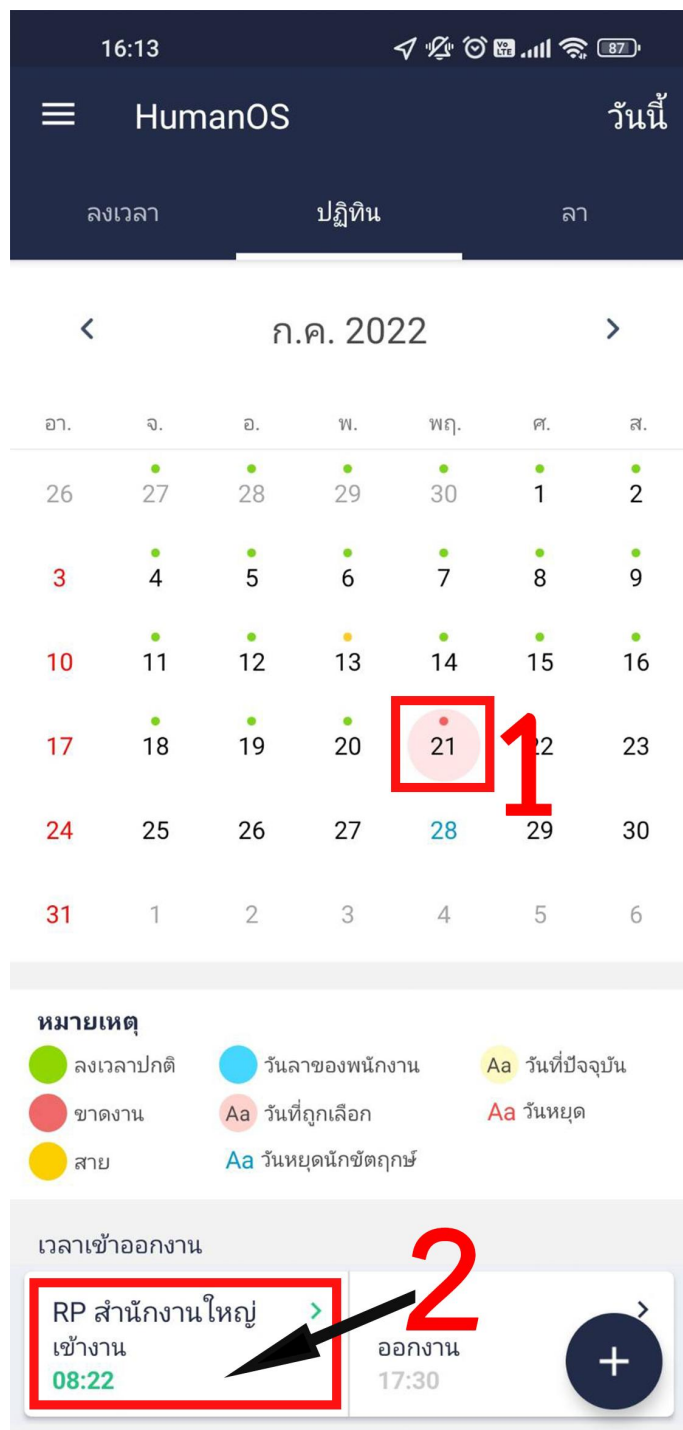 16:13 Vo LTE 87
HumanOS วันนี้
ลงเวลา ปฏิทิน ลา
ก.ค. 2022
อา. จ. อ. พ. พฤ. ศ. ส.
26 27 28 29 30 1 2
3 4 5 6 7 8 9
10 11 12 13 14 15 16
17 18 19 20 21 1 22 23
24 25 26 27 28 29 30
31 1 2 3 4 5 6
หมายเหตุ
ลงเวลาปกติ วันลาของพนักงาน Aa วันที่ปัจจุบัน
ขาดงาน Aa วันที่ถูกเลือก Aa วันหยุด
สาย Aa วันหยุดนักขัตฤกษ์
เวลาเข้าออกงาน
2
RP สำนักงานใหญ่
เข้างาน ออกงาน
08:22 17:30